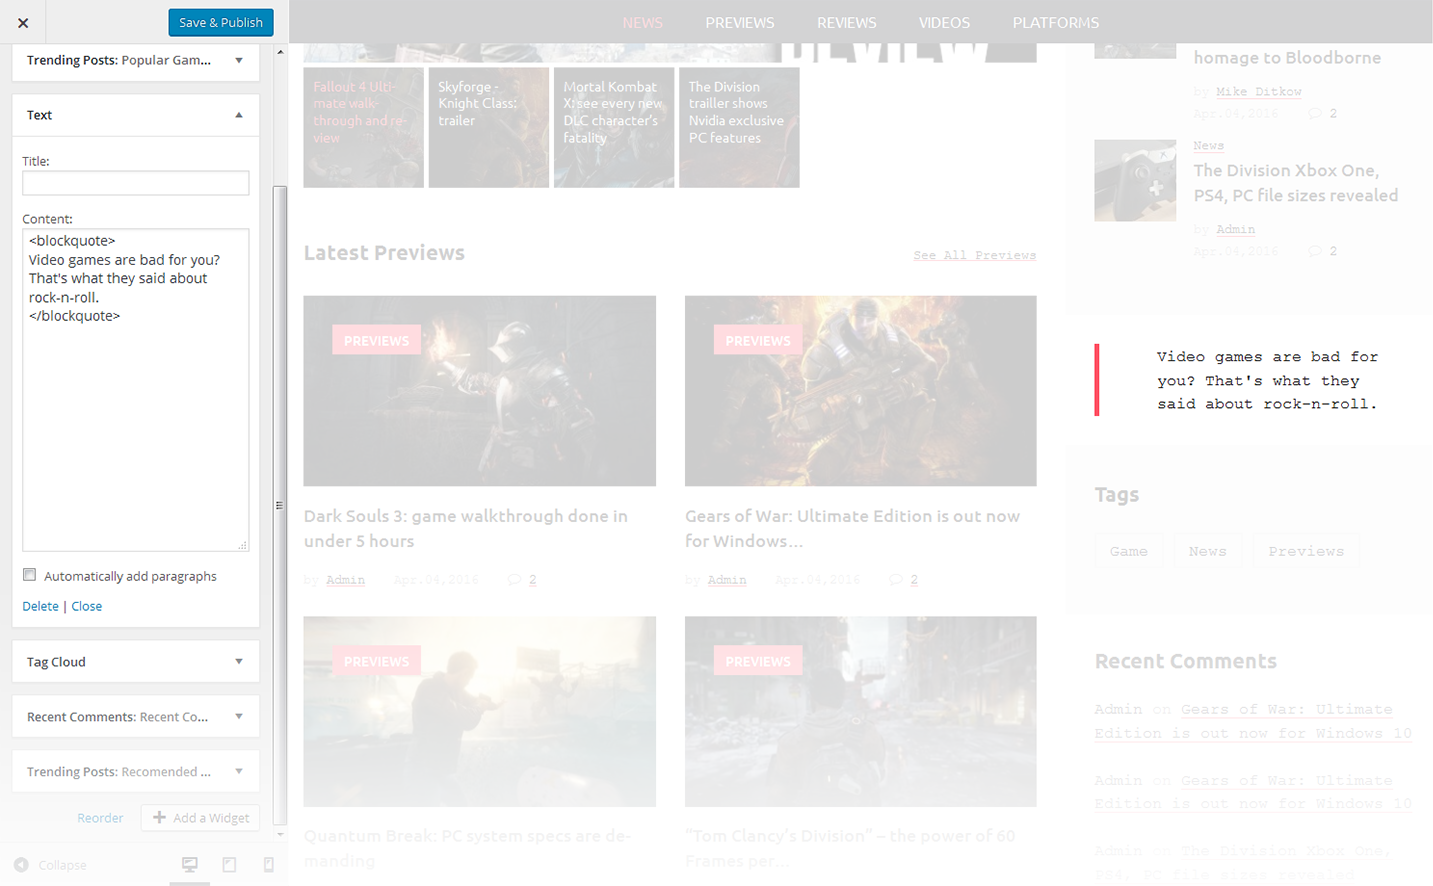 Save & Publish
Trending Posts: Popular Gam...
Text
Title:
Content:
<blockquote>
Video games are bad for you?
That's what they said about
rock-n-roll.
</blockquote>
Automatically add paragraphs
Delete | Close
Tag Cloud
Recent Comments: Recent Co...
Trending Posts: Recomended ...
Reorder
Add a Widget
Collapse
NEWS PREVIEWS REVIEWS VIDEOS PLATFORMS
REVIEW
Fallout 4 Ulti-
mate walk-
through and re-
view
Skyforge -
Knight Class:
trailer
Mortal Kombat
X: see every new
DLC character's
fatality
The Division
trailler shows
Nvidia exclusive
PC features
Latest Previews
See All Previews
PREVIEWS
Dark Souls 3: game walkthrough done in
under 5 hours
by Admin Apr.04,2016 2
PREVIEWS
Gears of War: Ultimate Edition is out now
for Windows...
by Admin Apr.04,2016 2
PREVIEWS
Quantum Break: PC system specs are de-
manding
PREVIEWS
"Tom Clancy's Division" – the power of 60
Frames per...
homage to Bloodborne
by Mike Ditkow
Apr.04,2016 2
News
The Division Xbox One,
PS4, PC file sizes revealed
by Admin
Apr.04,2016 2
Video games are bad for
you? That's what they
said about rock-n-roll.
Tags
Game News Previews
Recent Comments
Admin on Gears of War: Ultimate
Edition is out now for Windows 10
Admin on Gears of War: Ultimate
Edition is out now for Windows 10
Admin on The Division Xbox One,
PS4, PC file sizes revealed